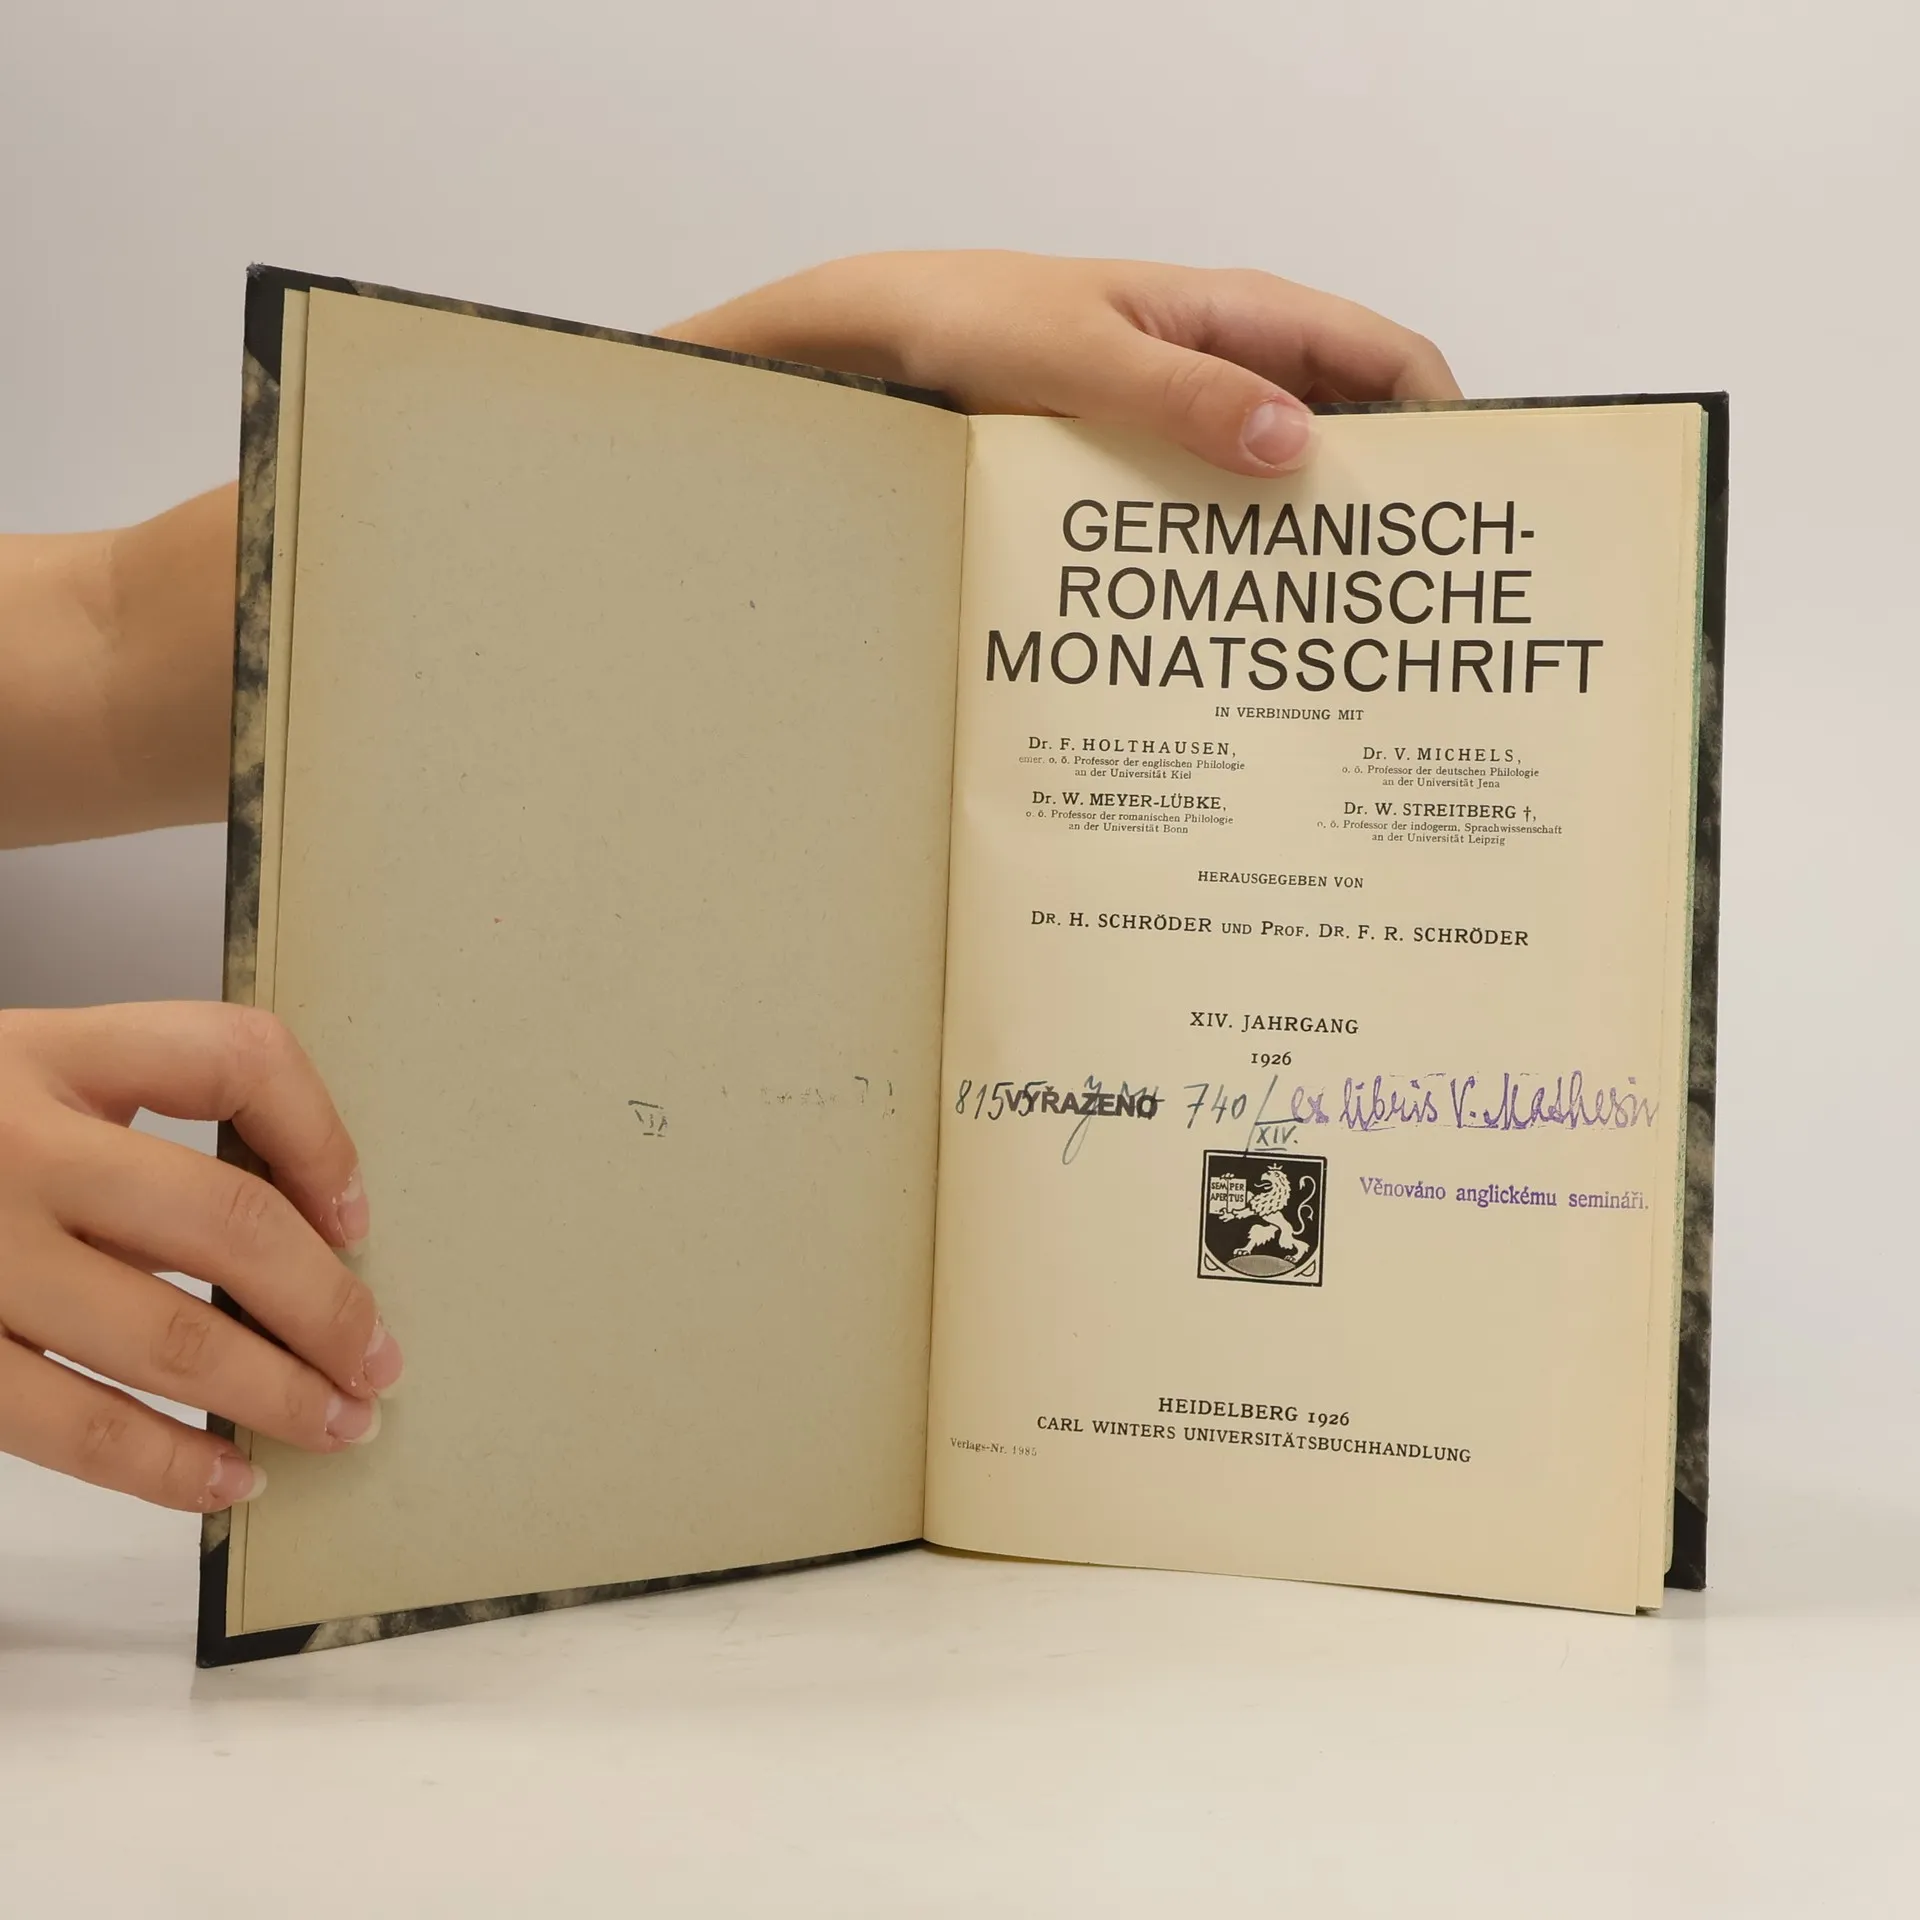 GERMANISCH-
ROMANISCHE
MONATSSCHRIFT
IN VERBINDUNG MIT
Dr. F. HOLTHAUSEN,
emer. o. ö. Professor der englischen Philologie
an der Universität Kiel
Dr. V. MICHELS,
o. ö. Professor der deutschen Philologie
an der Universität Jena
Dr. W. MEYER-LÜBKE,
o. ö. Professor der romanischen Philologie
an der Universität Bonn
Dr. W. STREITBERG †,
o. ö. Professor der indogerm. Sprachwissenschaft
an der Universität Leipzig
HERAUSGEGEBEN VON
DR. H. SCHRÖDER UND PROF. DR. F. R. SCHRÖDER
XIV. JAHRGANG
1926
8155 VYŘAZENO 740/XIV. ex libris V. Mathesius
SEMPER
APERTUS
Věnováno anglickému semináři.
HEIDELBERG 1926
CARL WINTERS UNIVERSITÄTSBUCHHANDLUNG
Verlags-Nr. 1985